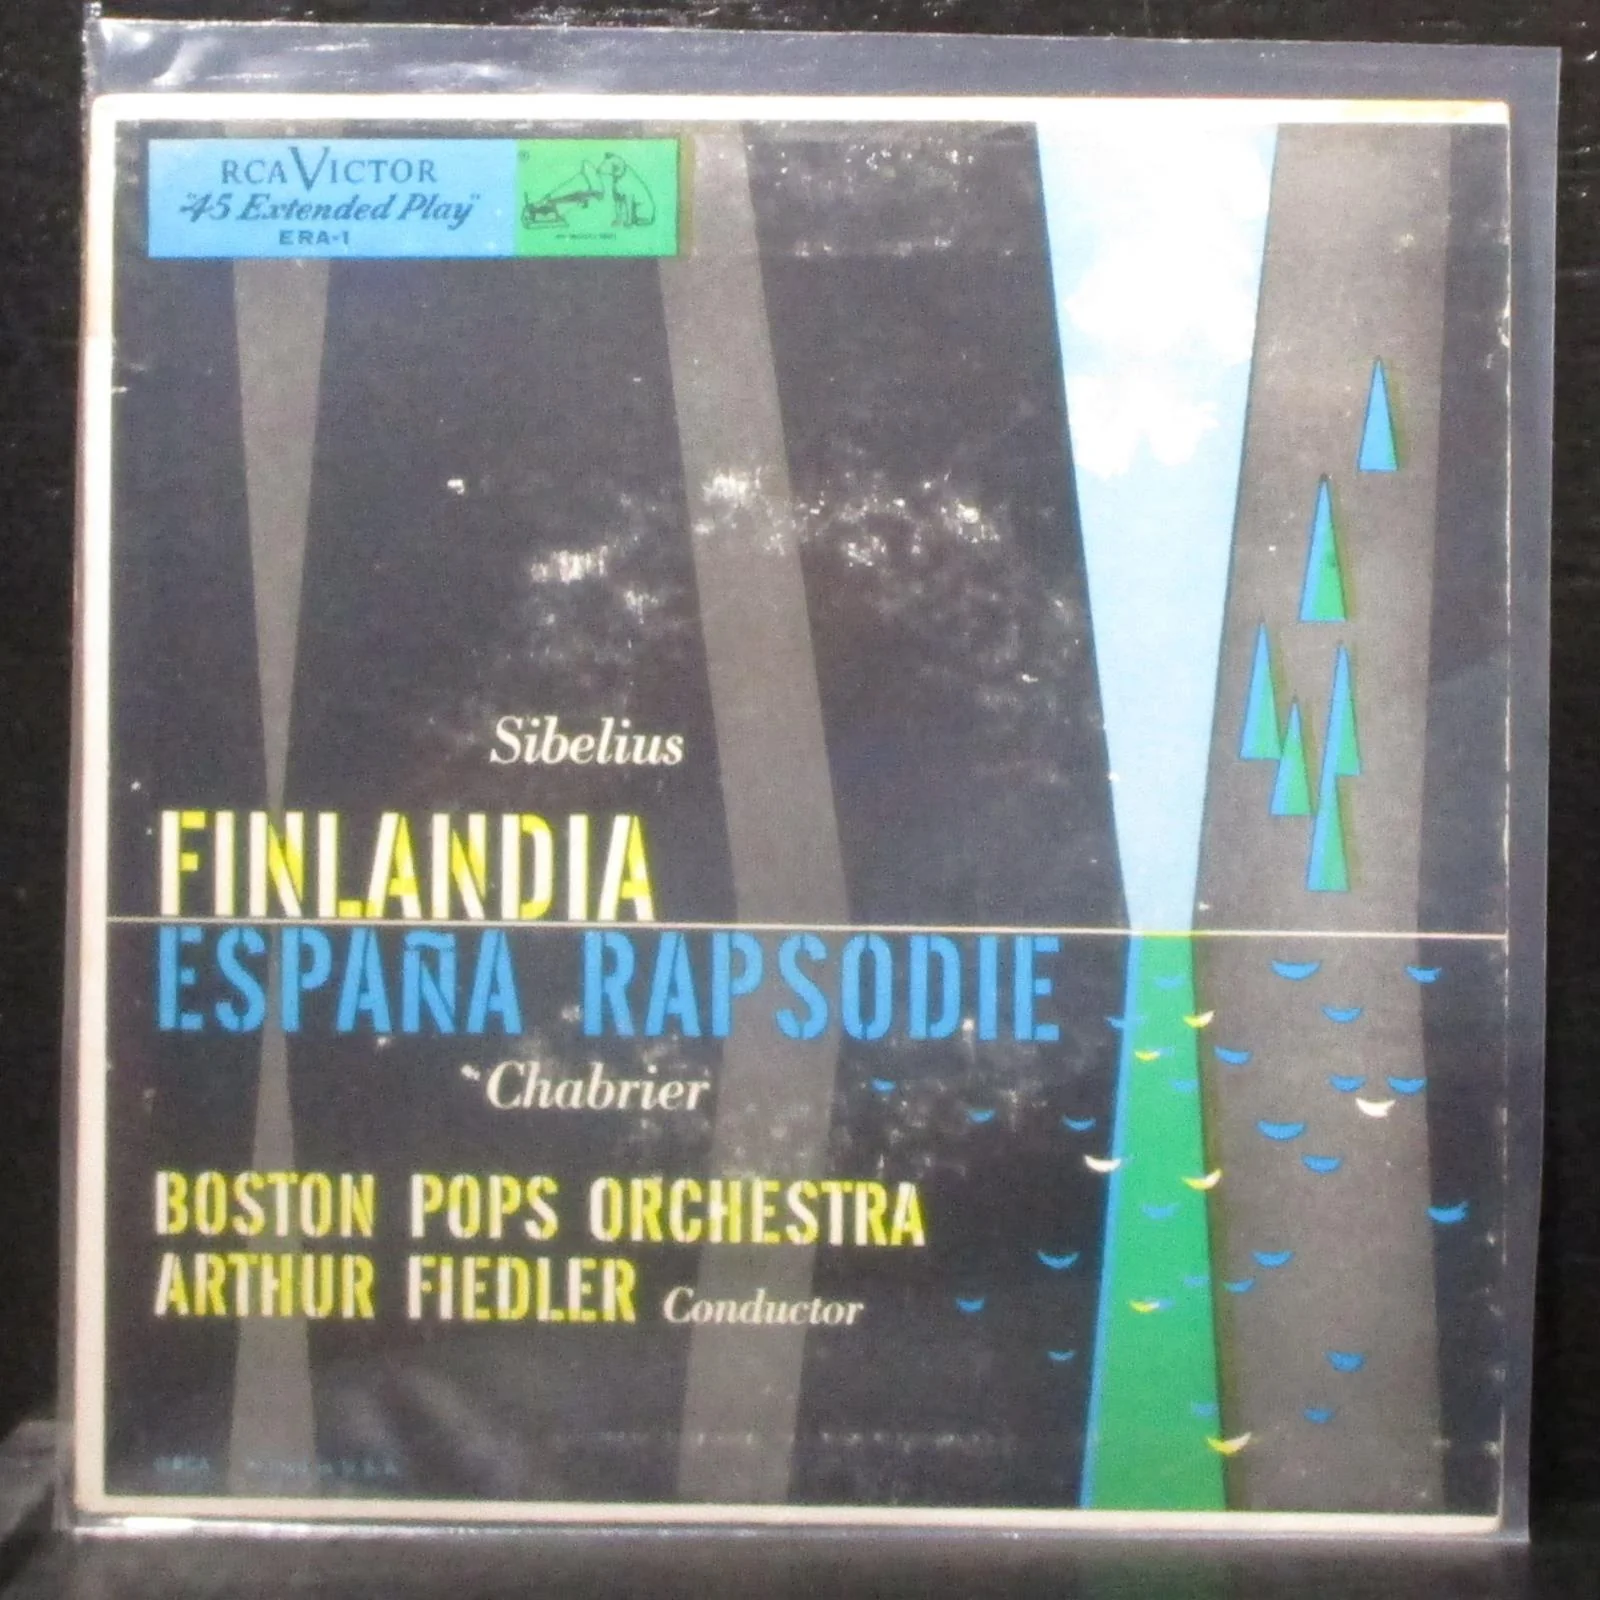 RCA VICTOR
"45 Extended Play"
ERA-1
Sibelius
FINLANDIA
ESPAÑA RAPSODIE
Chabrier
BOSTON POPS ORCHESTRA
ARTHUR FIEDLER Conductor